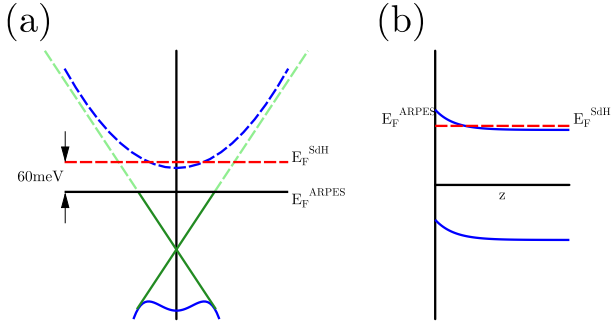 (a)
(b)
E_F^SdH
60meV
E_F^ARPES
E_F^ARPES
E_F^SdH
z